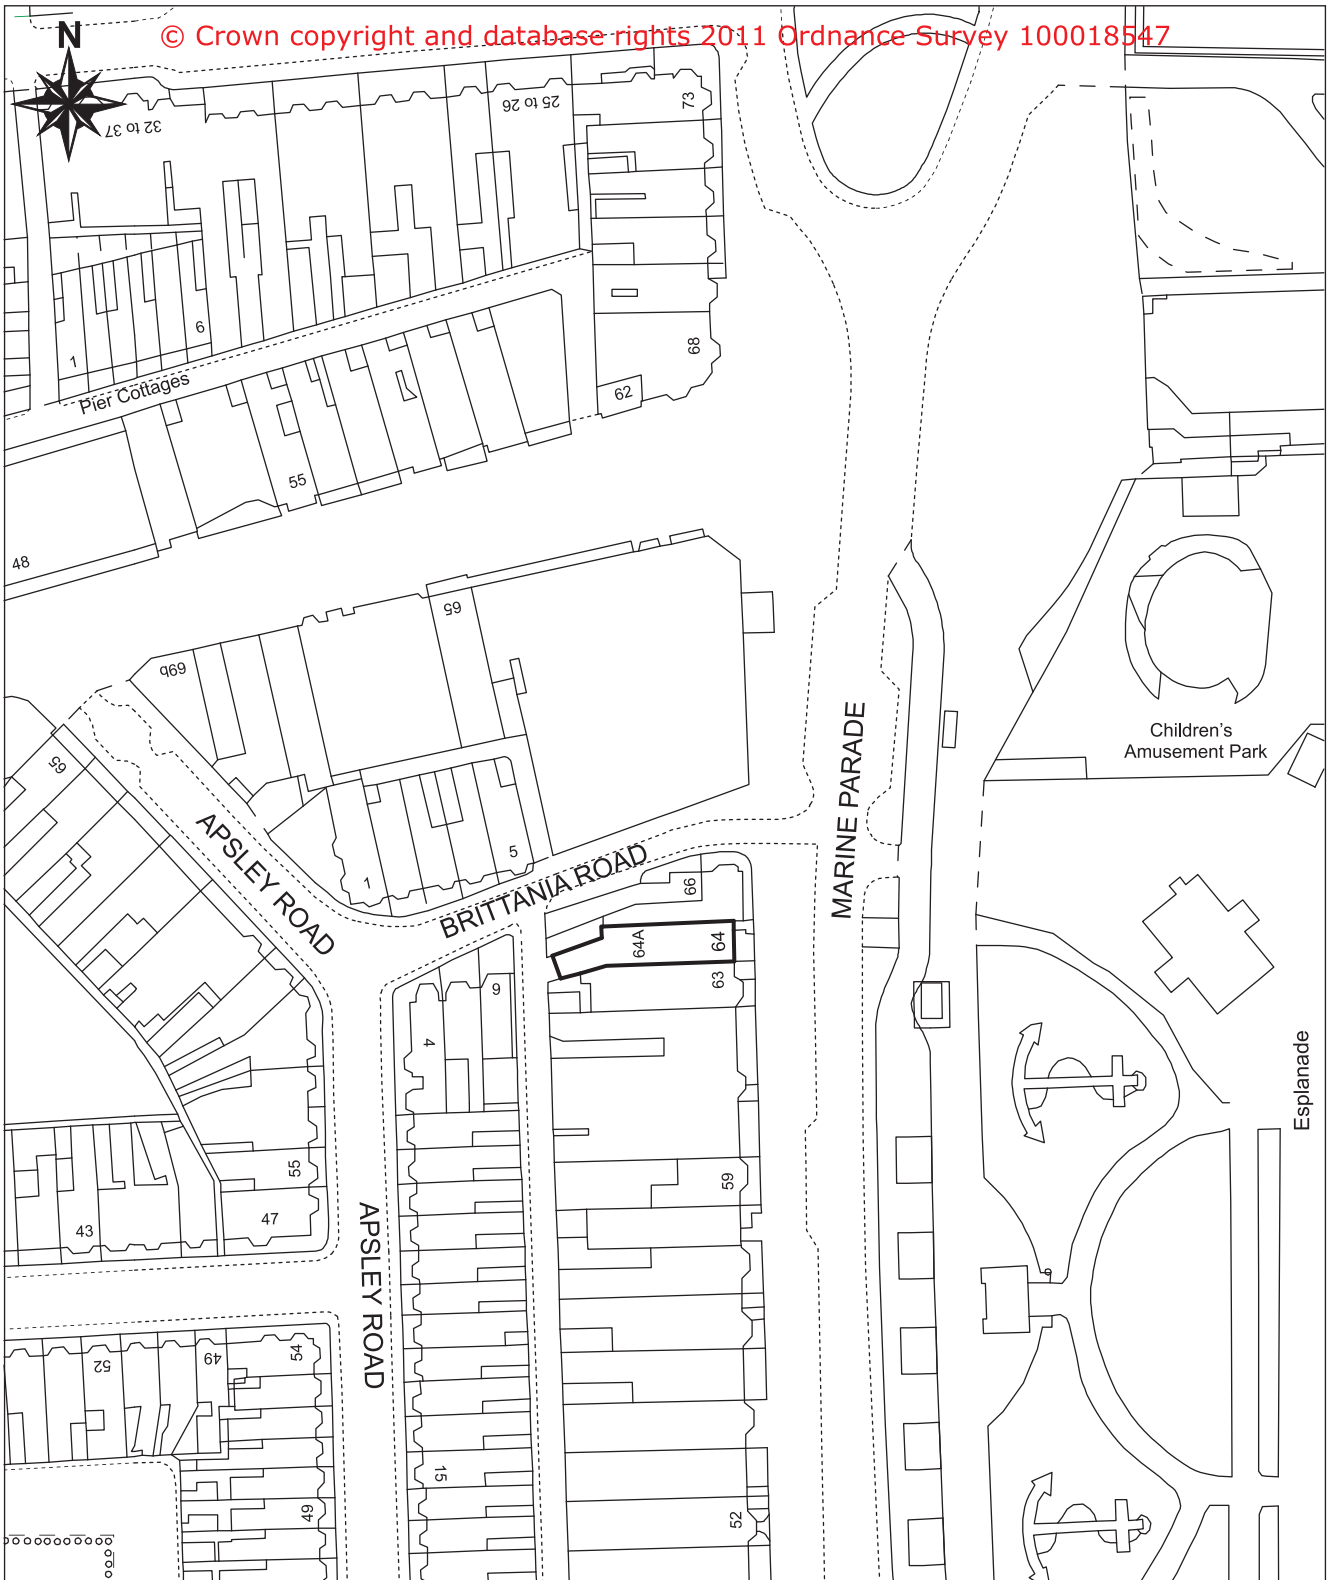 © Crown copyright and database rights 2011 Ordnance Survey 100018547
N
32 to 37
25 to 26
73
6
1
Pier Cottages
68
62
55
48
65
69b
65
Children's
Amusement Park
MARINE PARADE
APSLEY ROAD
1
5
BRITTANIA ROAD
66
64A
64
63
9
4
Esplanade
55
47
43
59
APSLEY ROAD
52
49
54
15
49
52